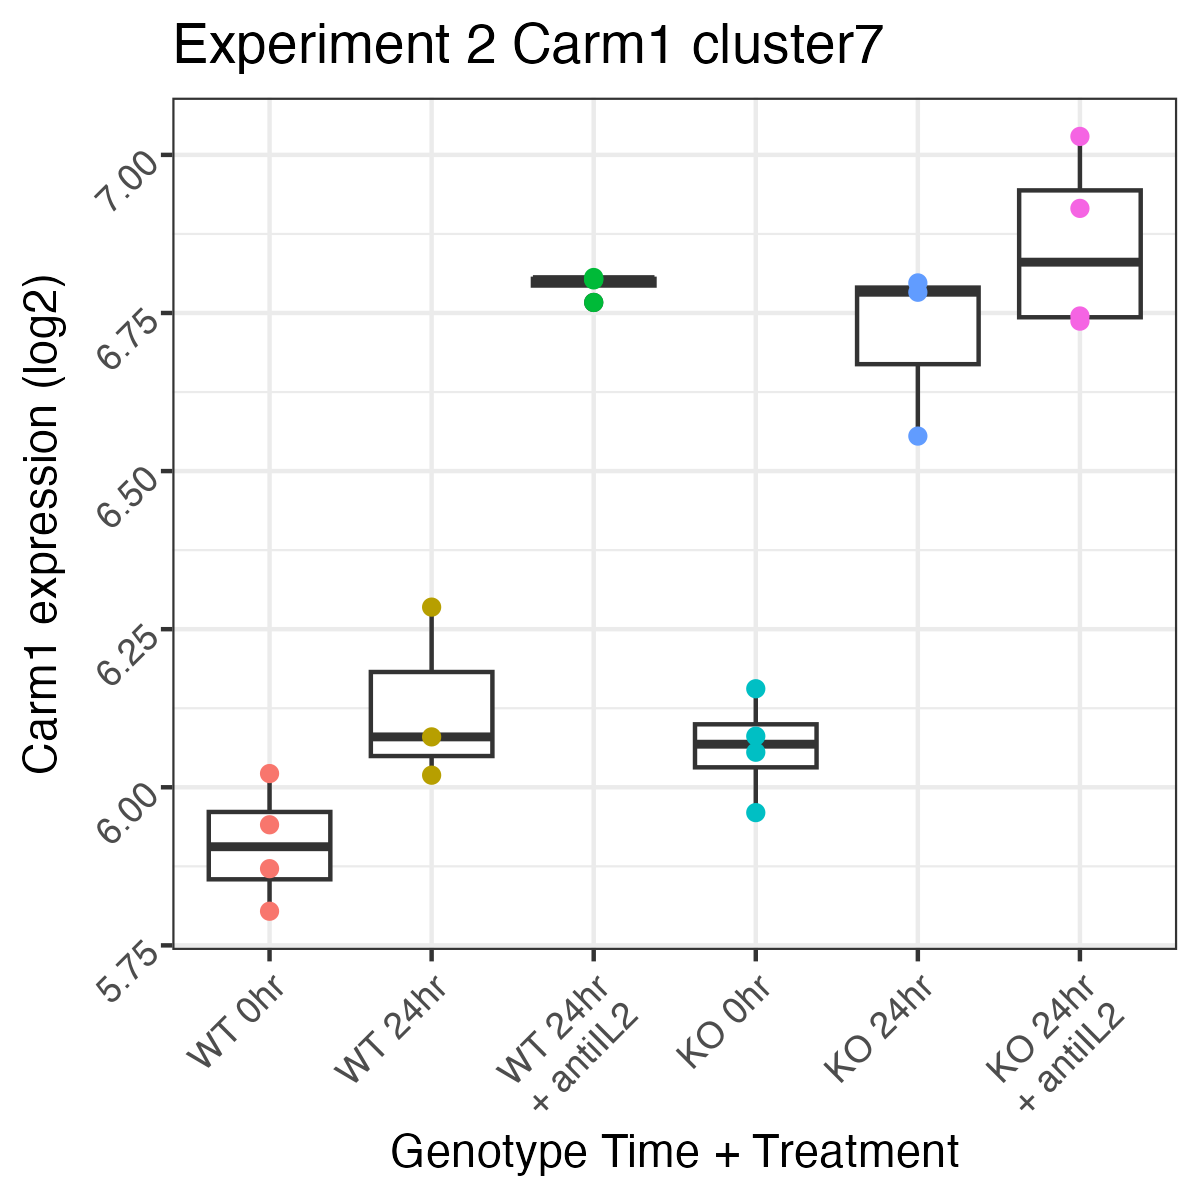 Experiment 2 Carm1 cluster7
Carm1 expression (log2)
7.00
6.75
6.50
6.25
6.00
5.75
WT 0hr
WT 24hr
WT 24hr
+ antiIL2
KO 0hr
KO 24hr
KO 24hr
+ antiIL2
Genotype Time + Treatment